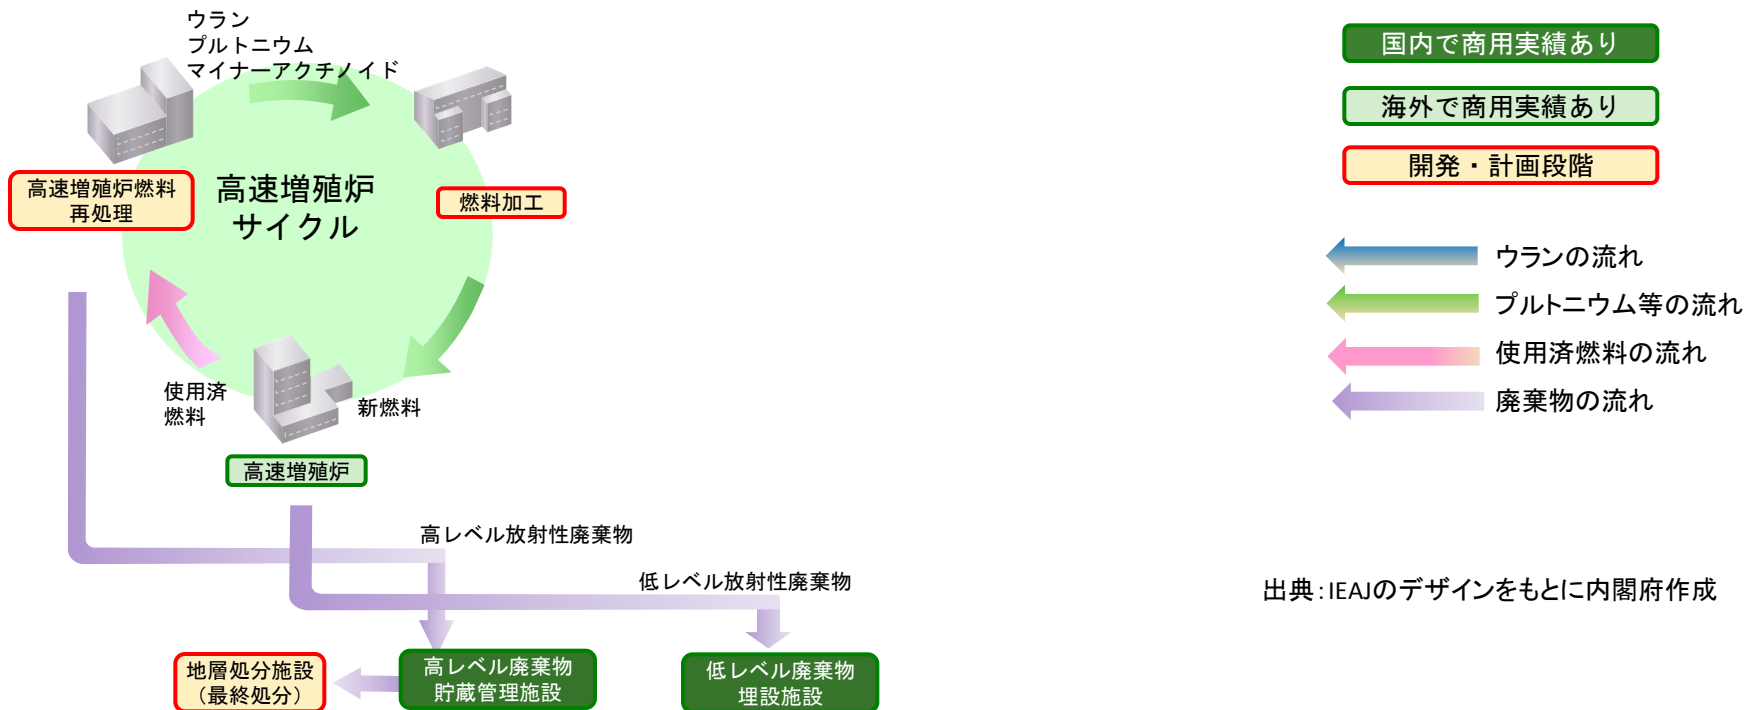 ウラン
プルトニウム
マイナーアクチノイド
高速増殖炉燃料
再処理
高速増殖炉
サイクル
燃料加工
使用済
燃料
新燃料
高速増殖炉
高レベル放射性廃棄物
低レベル放射性廃棄物
地層処分施設
（最終処分）
高レベル廃棄物
貯蔵管理施設
低レベル廃棄物
埋設施設
国内で商用実績あり
海外で商用実績あり
開発・計画段階
ウランの流れ
プルトニウム等の流れ
使用済燃料の流れ
廃棄物の流れ
出典：IEAJのデザインをもとに内閣府作成